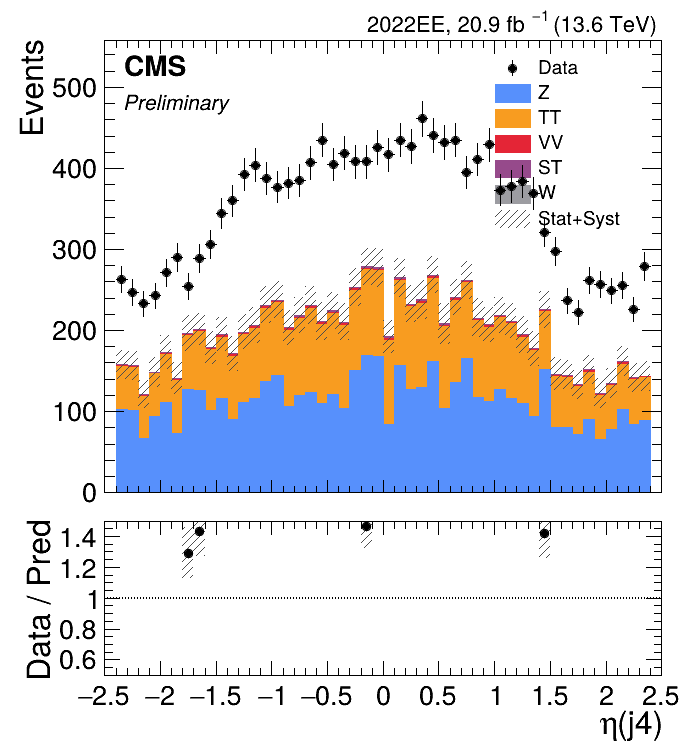 2022EE, 20.9 fb⁻¹ (13.6 TeV)
CMS
Preliminary
Data
Z
TT
VV
ST
W
Stat+Syst
Events
500
400
300
200
100
0
Data / Pred
1.4
1.2
1
0.8
0.6
−2.5 −2 −1.5 −1 −0.5 0 0.5 1 1.5 2 2.5
η(j4)